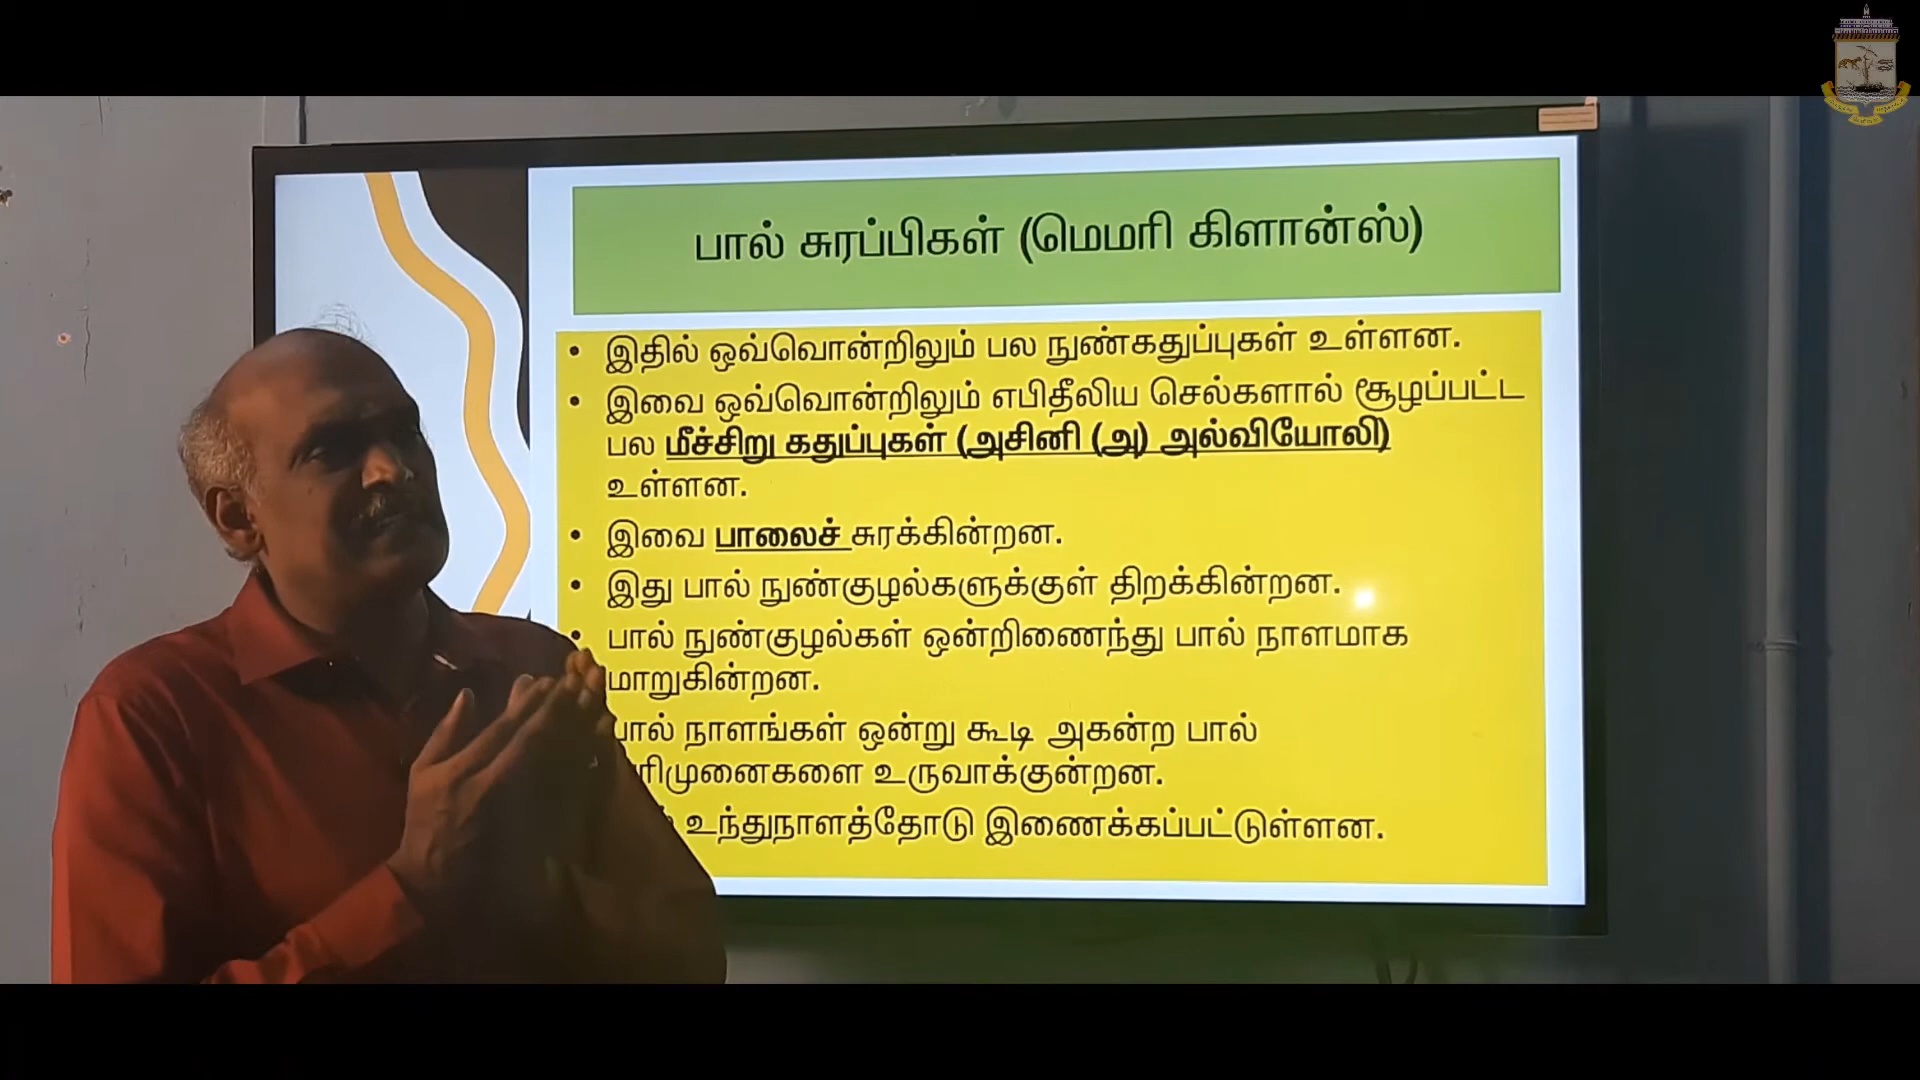 பால் சுரப்பிகள் (மெமரி கிளான்ஸ்)
• இதில் ஒவ்வொன்றிலும் பல நுண்கதுப்புகள் உள்ளன.
• இவை ஒவ்வொன்றிலும் எபிதீலிய செல்களால் சூழப்பட்ட
பல மீச்சிறு கதுப்புகள் (அசினி (அ) அல்வியோலி)
உள்ளன.
• இவை பாலைச் சுரக்கின்றன.
• இது பால் நுண்குழல்களுக்குள் திறக்கின்றன.
• பால் நுண்குழல்கள் ஒன்றிணைந்து பால் நாளமாக
மாறுகின்றன.
பால் நாளங்கள் ஒன்று கூடி அகன்ற பால்
உருவாக்குன்றன.
உந்துநாளத்தோடு இணைக்கப்பட்டுள்ளன.